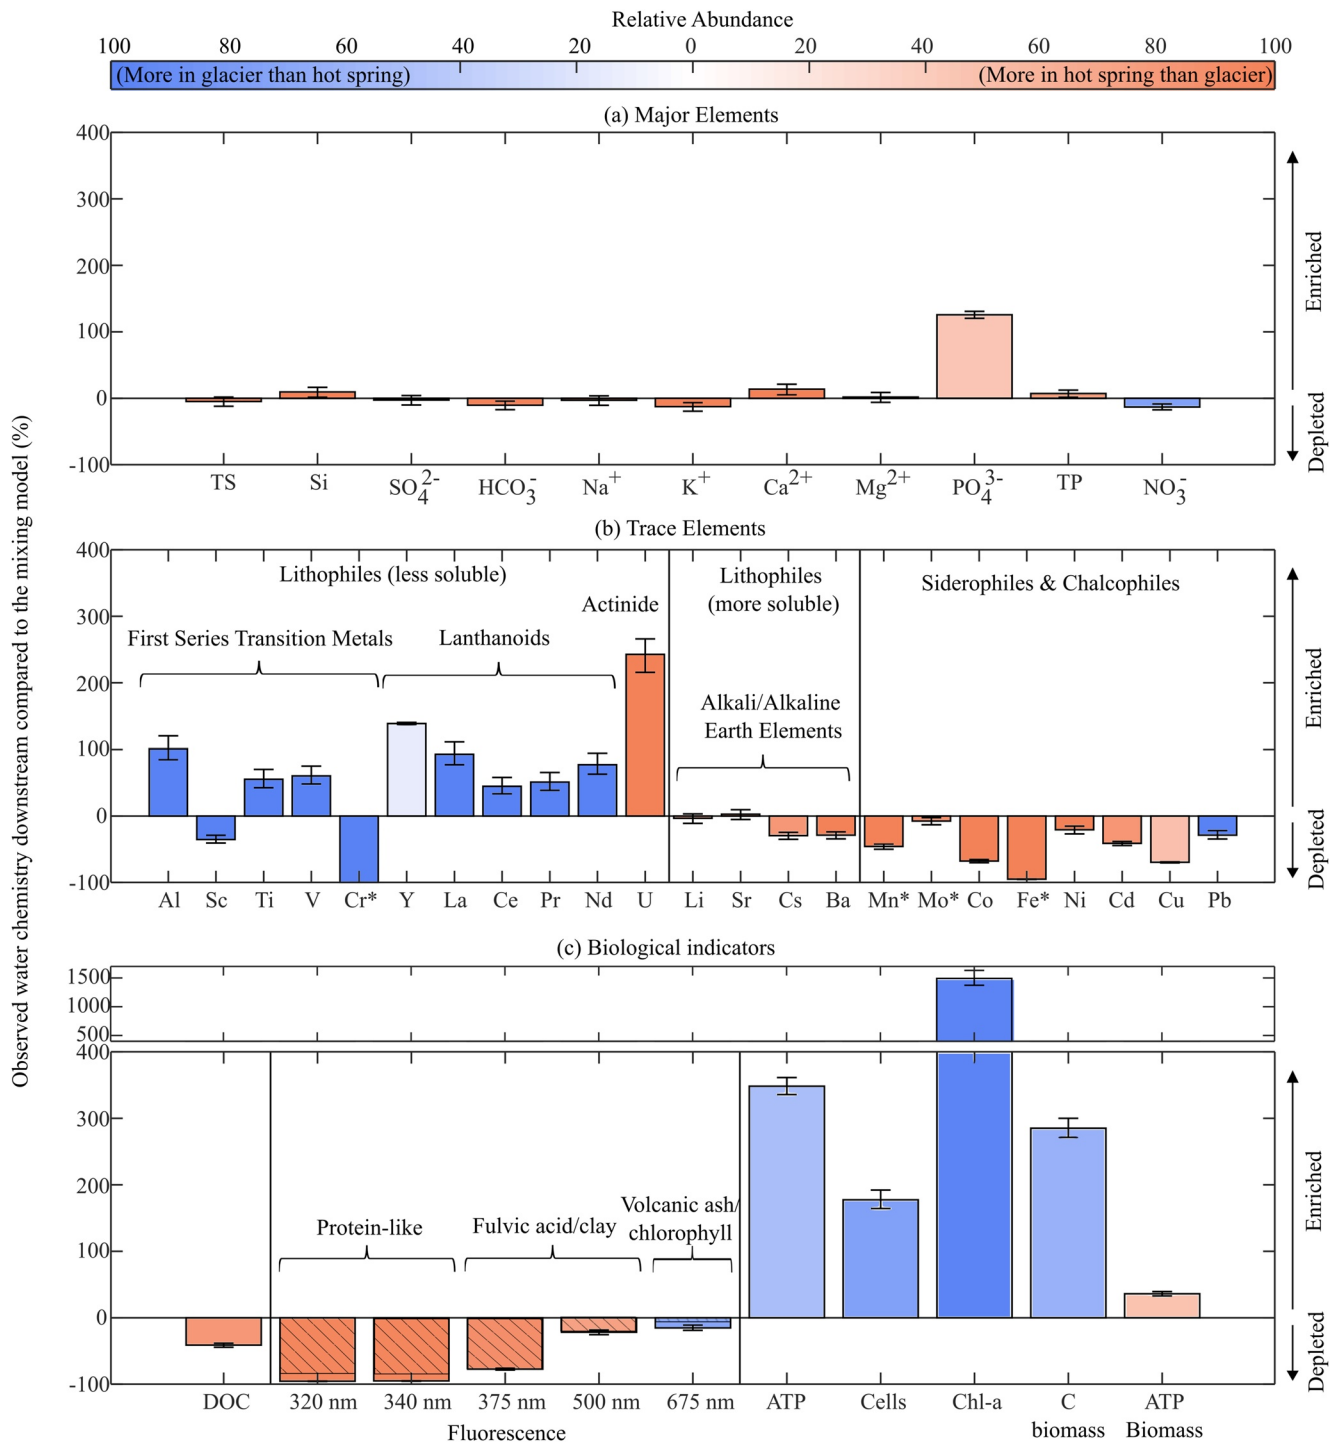 Relative Abundance
100 80 60 40 20 0 20 40 60 80 100
(More in glacier than hot spring) (More in hot spring than glacier)
Observed water chemistry downstream compared to the mixing model (%)
(a) Major Elements
400
300
200
100
0
-100
Enriched
Depleted
TS Si SO₄²⁻ HCO₃⁻ Na⁺ K⁺ Ca²⁺ Mg²⁺ PO₄³⁻ TP NO₃⁻
(b) Trace Elements
400
300
200
100
0
-100
Lithophiles (less soluble)
First Series Transition Metals
Lanthanoids
Actinide
Lithophiles
(more soluble)
Alkali/Alkaline
Earth Elements
Siderophiles & Chalcophiles
Enriched
Depleted
Al Sc Ti V Cr* Y La Ce Pr Nd U Li Sr Cs Ba Mn* Mo* Co Fe* Ni Cd Cu Pb
(c) Biological indicators
1500
1000
500
400
300
200
100
0
-100
Protein-like
Fulvic acid/clay
Volcanic ash/
chlorophyll
Enriched
Depleted
DOC 320 nm 340 nm 375 nm 500 nm 675 nm ATP Cells Chl-a C ATP
biomass Biomass
Fluorescence